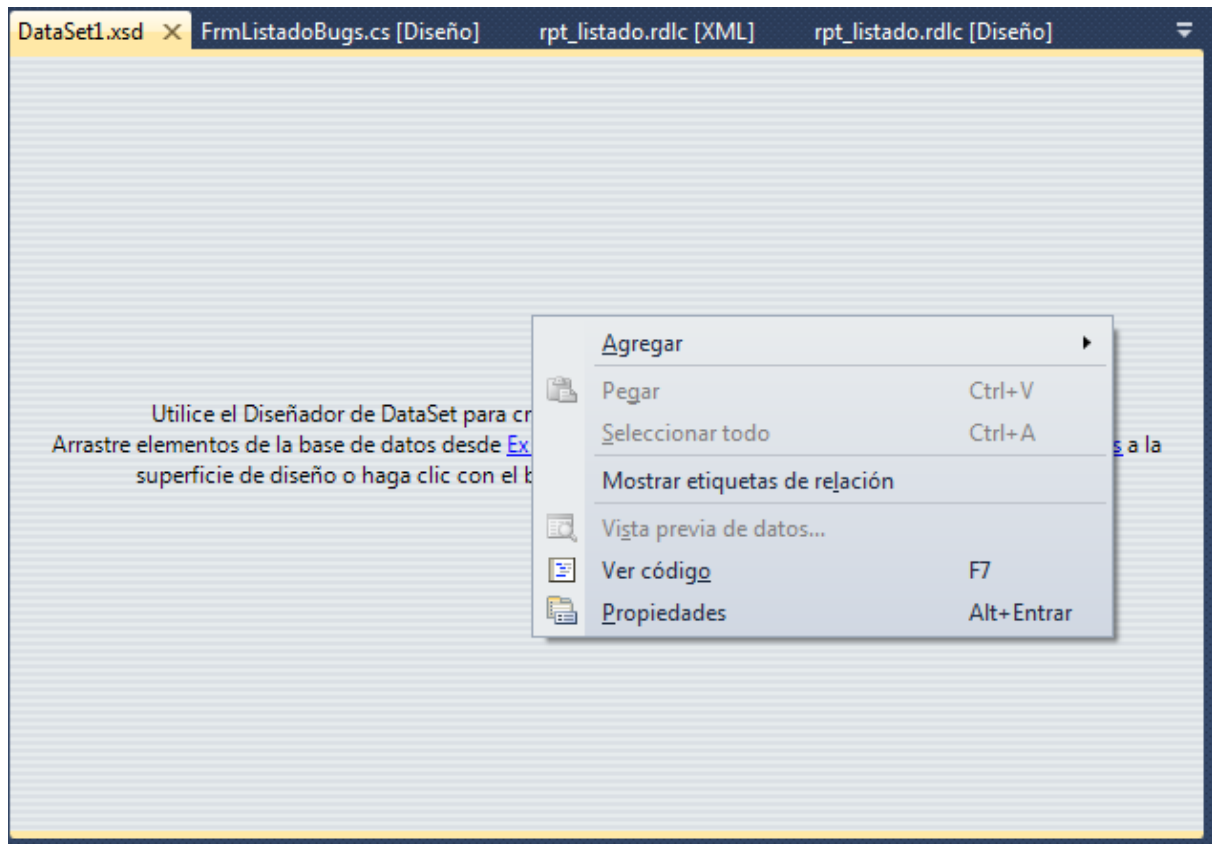 DataSet1.xsd FrmListadoBugs.cs [Diseño] rpt_listado.rdlc [XML] rpt_listado.rdlc [Diseño]
Agregar
Pegar Ctrl+V
Seleccionar todo Ctrl+A
Mostrar etiquetas de relación
Vista previa de datos...
Ver código F7
Propiedades Alt+Entrar
Utilice el Diseñador de DataSet para
Arrastre elementos de la base de datos desde a la
superficie de diseño o haga clic con el